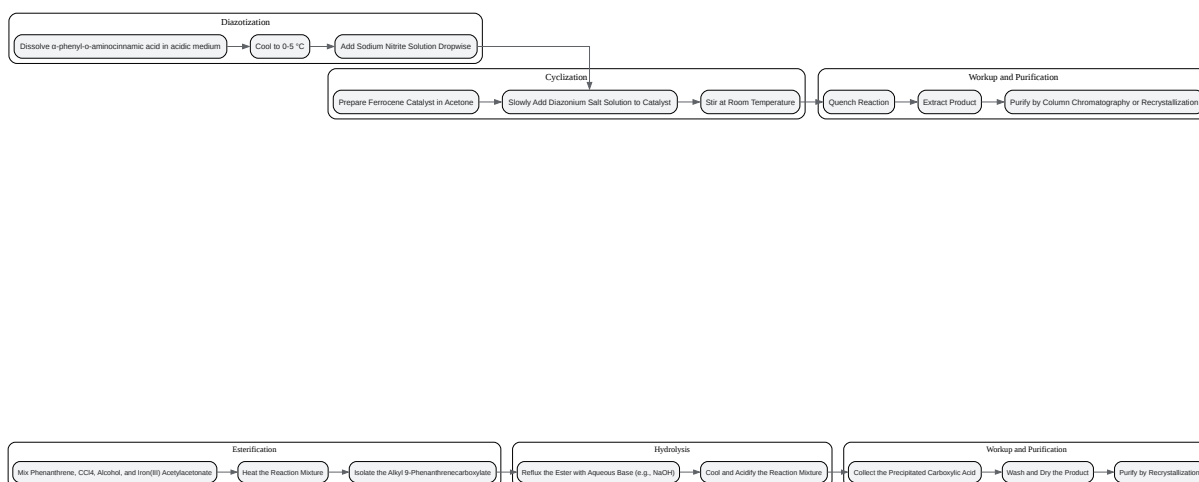 Diazotization
Dissolve α-phenyl-o-aminocinnamic acid in acidic medium
Cool to 0-5 °C
Add Sodium Nitrite Solution Dropwise
Cyclization
Prepare Ferrocene Catalyst in Acetone
Slowly Add Diazonium Salt Solution to Catalyst
Stir at Room Temperature
Workup and Purification
Quench Reaction
Extract Product
Purify by Column Chromatography or Recrystallization
Esterification
Mix Phenanthrene, CCl4, Alcohol, and Iron(III) Acetylacetonate
Heat the Reaction Mixture
Isolate the Alkyl 9-Phenanthrenecarboxylate
Hydrolysis
Reflux the Ester with Aqueous Base (e.g., NaOH)
Cool and Acidify the Reaction Mixture
Workup and Purification
Collect the Precipitated Carboxylic Acid
Wash and Dry the Product
Purify by Recrystallization